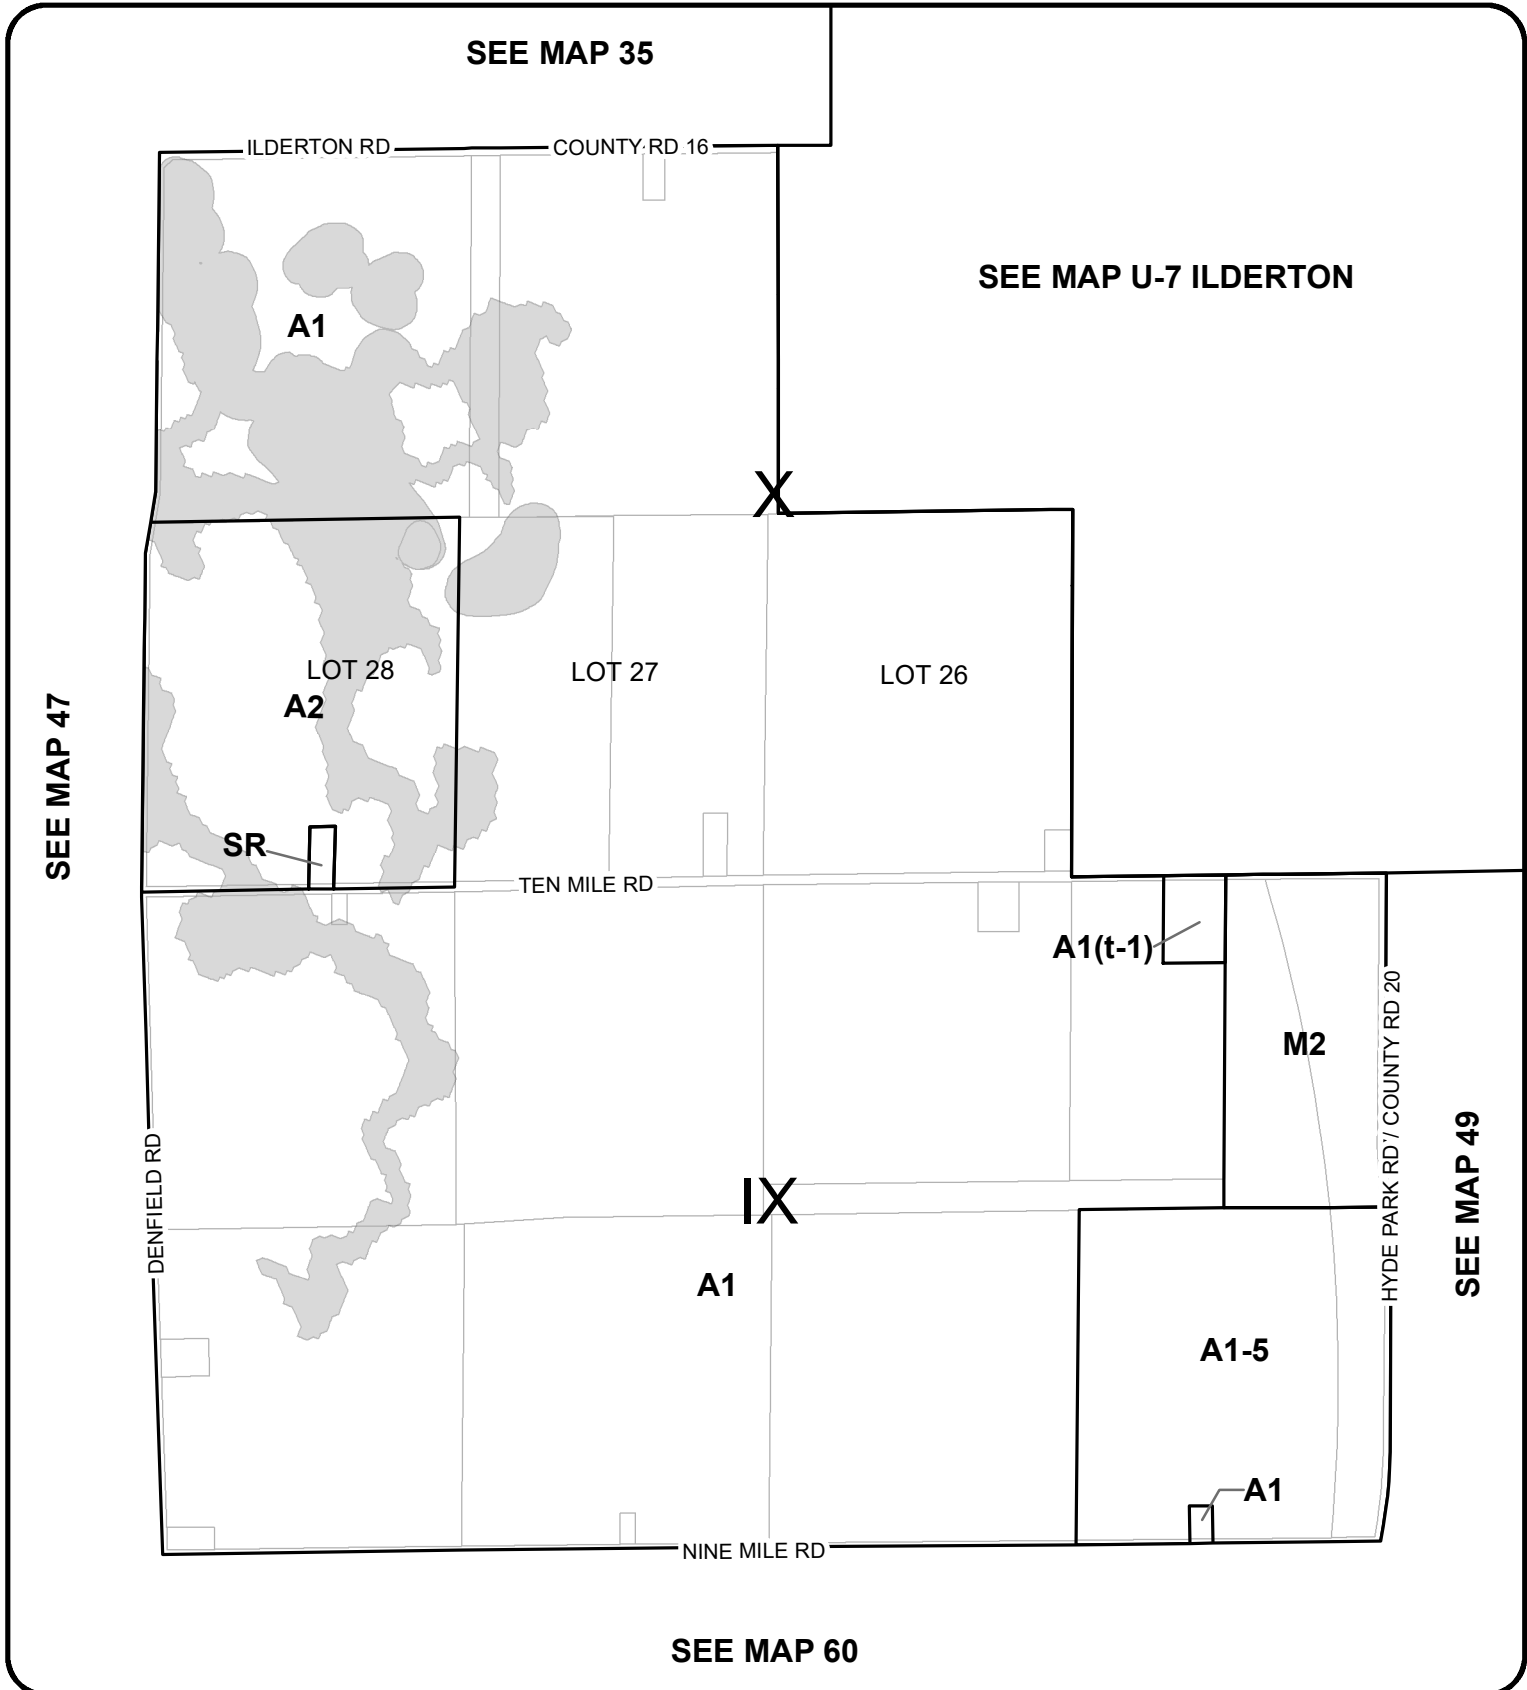 SEE MAP 35
ILDERTON RD
COUNTY RD 16
SEE MAP U-7 ILDERTON
A1
X
LOT 28
LOT 27
LOT 26
A2
SEE MAP 47
SR
TEN MILE RD
A1(t-1)
M2
HYDE PARK RD / COUNTY RD 20
SEE MAP 49
DENFIELD RD
IX
A1
A1-5
A1
NINE MILE RD
SEE MAP 60